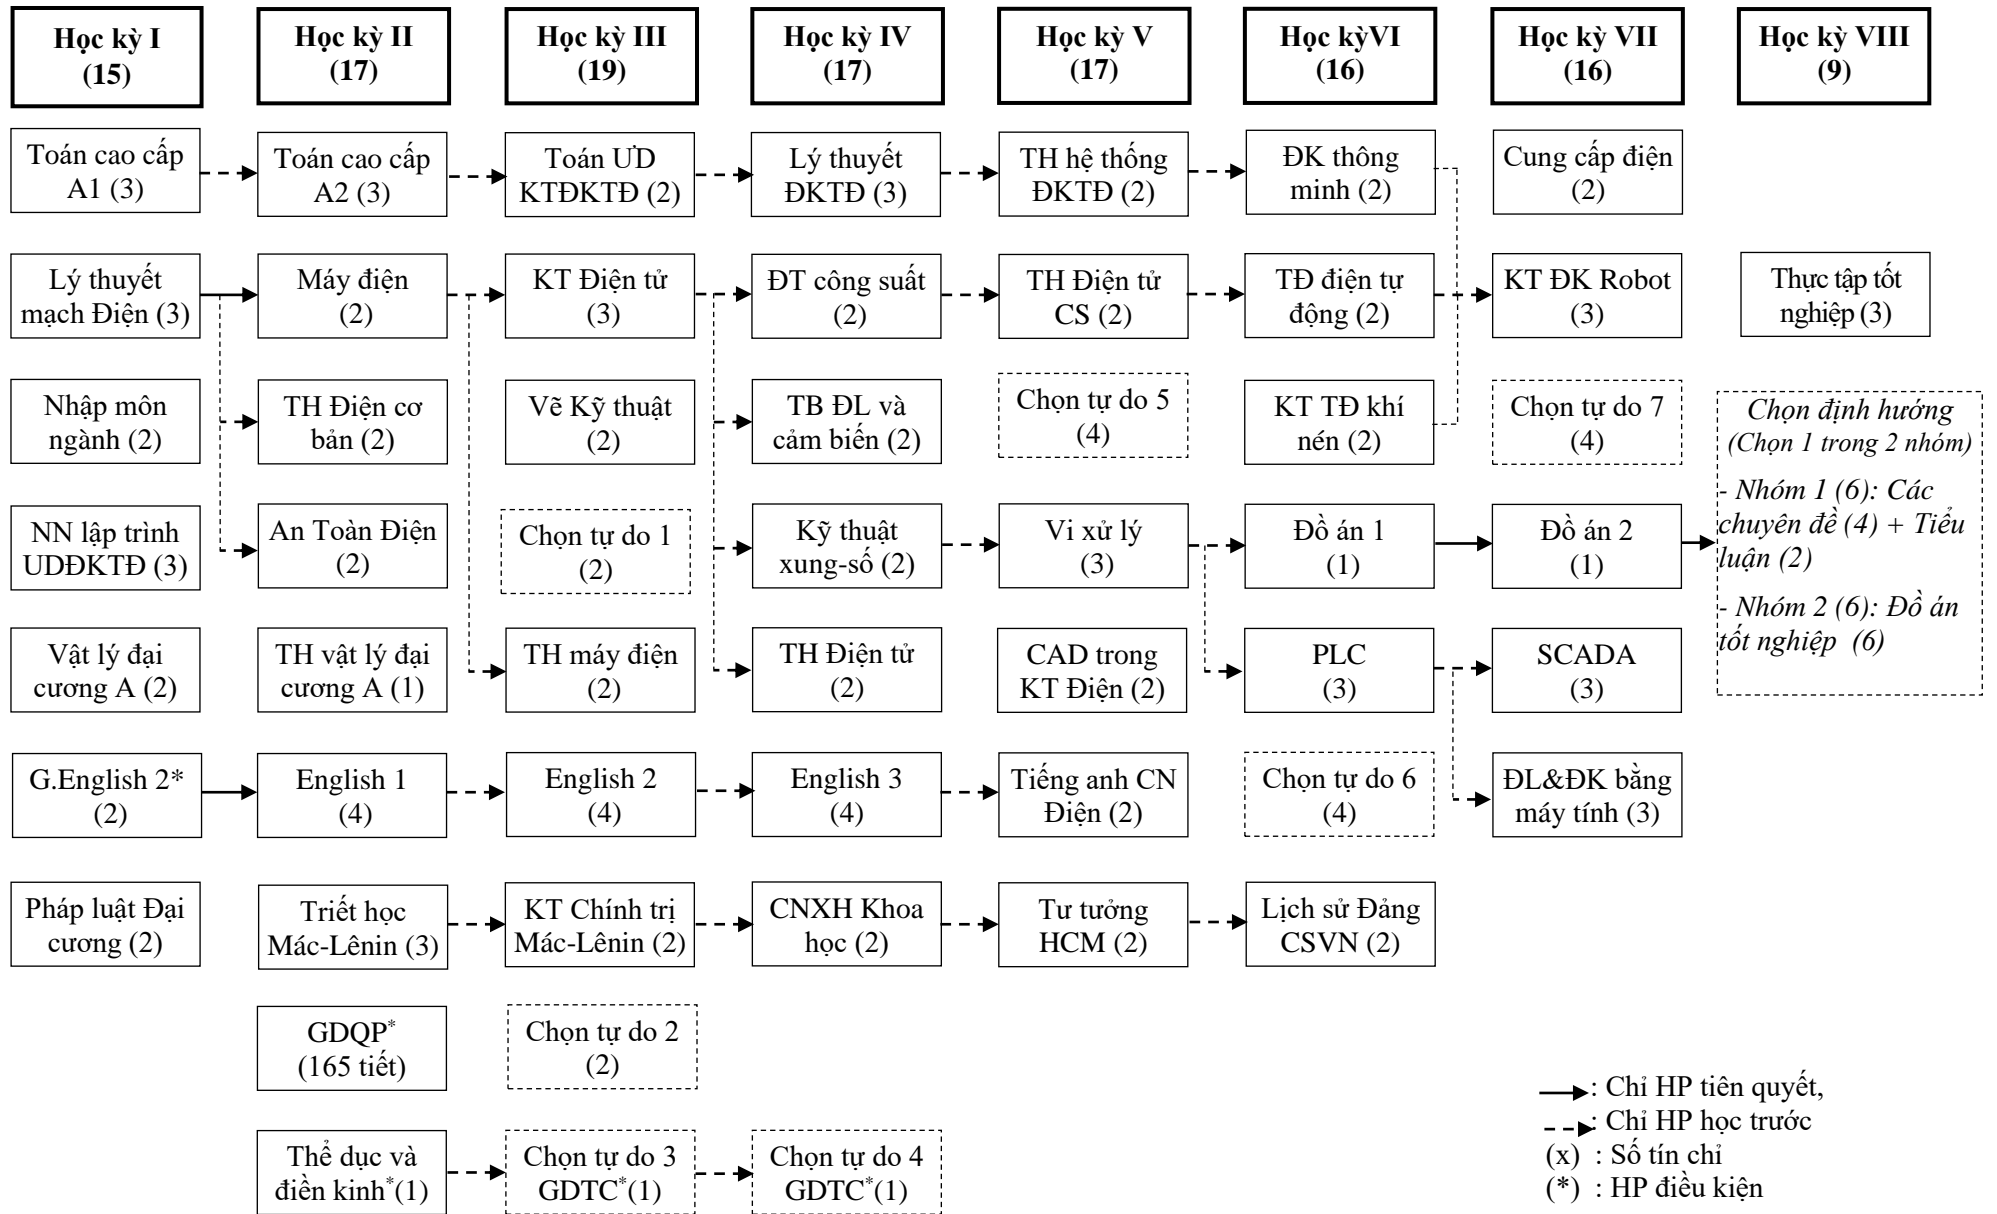 Học kỳ I
(15)
Học kỳ II
(17)
Học kỳ III
(19)
Học kỳ IV
(17)
Học kỳ V
(17)
Học kỳVI
(16)
Học kỳ VII
(16)
Học kỳ VIII
(9)
Toán cao cấp
A1 (3)
Toán cao cấp
A2 (3)
Toán ƯD
KTĐKTĐ (2)
Lý thuyết
ĐKTĐ (3)
TH hệ thống
ĐKTĐ (2)
ĐK thông
minh (2)
Cung cấp điện
(2)
Lý thuyết
mạch Điện (3)
Máy điện
(2)
KT Điện tử
(3)
ĐT công suất
(2)
TH Điện tử
CS (2)
TĐ điện tự
động (2)
KT ĐK Robot
(3)
Thực tập tốt
nghiệp (3)
Nhập môn
ngành (2)
TH Điện cơ
bản (2)
Vẽ Kỹ thuật
(2)
TB ĐL và
cảm biến (2)
Chọn tự do 5
(4)
KT TĐ khí
nén (2)
Chọn tự do 7
(4)
Chọn định hướng
(Chọn 1 trong 2 nhóm)
- Nhóm 1 (6): Các
chuyên đề (4) + Tiểu
luận (2)
- Nhóm 2 (6): Đồ án
tốt nghiệp (6)
NN lập trình
UDĐKTĐ (3)
An Toàn Điện
(2)
Chọn tự do 1
(2)
Kỹ thuật
xung-số (2)
Vi xử lý
(3)
Đồ án 1
(1)
Đồ án 2
(1)
Vật lý đại
cương A (2)
TH vật lý đại
cương A (1)
TH máy điện
(2)
TH Điện tử
(2)
CAD trong
KT Điện (2)
PLC
(3)
SCADA
(3)
G.English 2*
(2)
English 1
(4)
English 2
(4)
English 3
(4)
Tiếng anh CN
Điện (2)
Chọn tự do 6
(4)
ĐL&ĐK bằng
máy tính (3)
Pháp luật Đại
cương (2)
Triết học
Mác-Lênin (3)
KT Chính trị
Mác-Lênin (2)
CNXH Khoa
học (2)
Tư tưởng
HCM (2)
Lịch sử Đảng
CSVN (2)
GDQP*
(165 tiết)
Chọn tự do 2
(2)
Thể dục và
điền kinh*(1)
Chọn tự do 3
GDTC*(1)
Chọn tự do 4
GDTC*(1)
: Chỉ HP tiên quyết,
: Chỉ HP học trước
(x) : Số tín chỉ
(*) : HP điều kiện